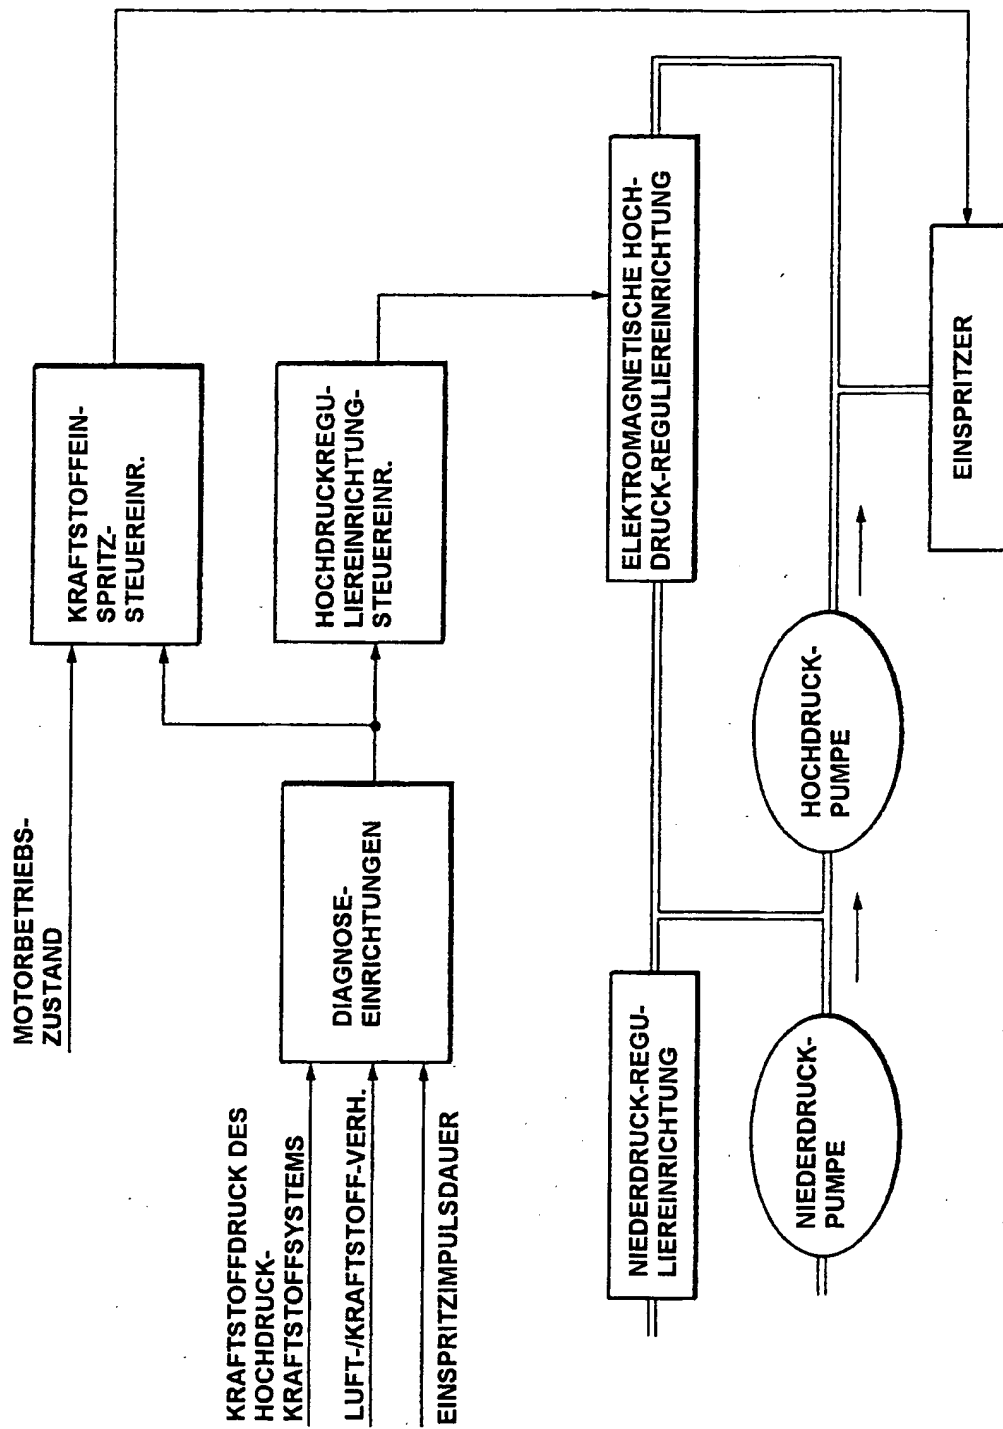 MOTORBETRIEBS-
ZUSTAND
KRAFTSTOFFEIN-
SPRITZ-
STEUEREINR.
KRAFTSTOFFDRUCK DES
HOCHDRUCK-
KRAFTSTOFFSYSTEMS
LUFT-/KRAFTSTOFF-VERH.
EINSPRITZIMPULSDAUER
DIAGNOSE-
EINRICHTUNGEN
HOCHDRUCKREGU-
LIEREINRICHTUNG-
STEUEREINR.
NIEDERDRUCK-REGU-
LIEREINRICHTUNG
ELEKTROMAGNETISCHE HOCH-
DRUCK-REGULIEREINRICHTUNG
NIEDERDRUCK-
PUMPE
HOCHDRUCK-
PUMPE
EINSPRITZER